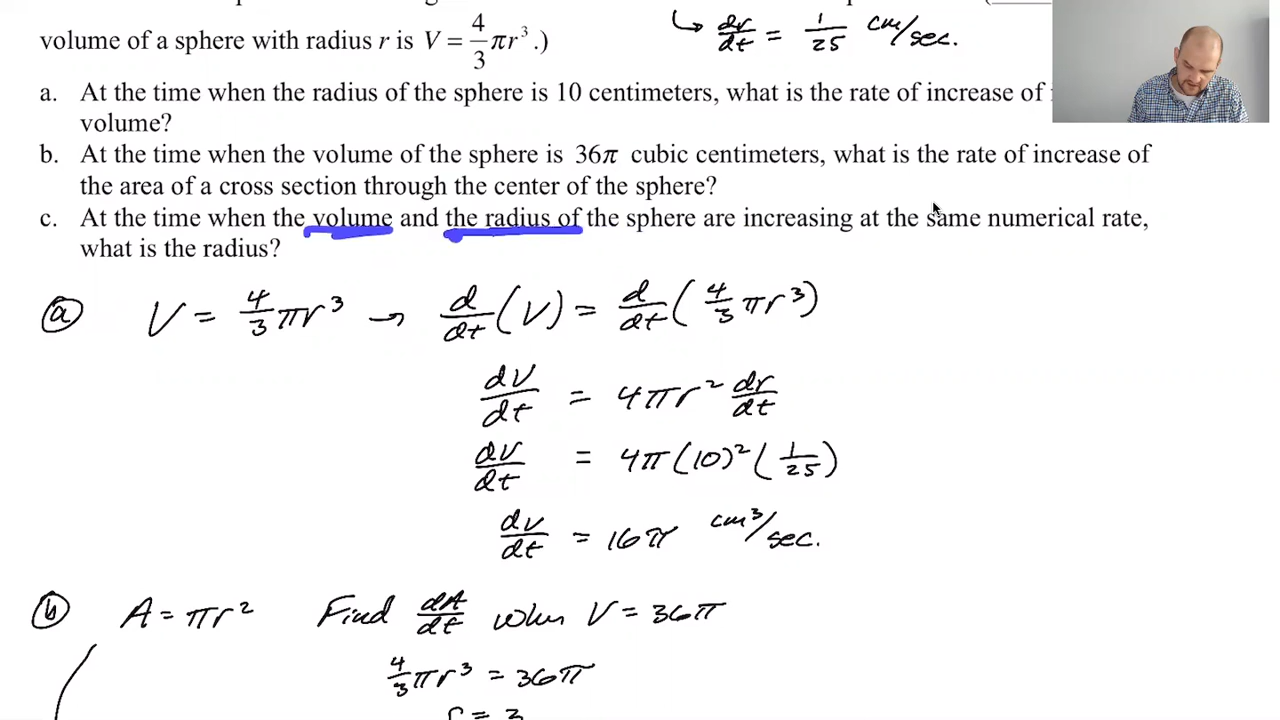 volume of a sphere with radius r is V = 4/3 πr³.)
↳ dr/dt = 1/25 cm/sec.
a. At the time when the radius of the sphere is 10 centimeters, what is the rate of increase of
volume?
b. At the time when the volume of the sphere is 36π cubic centimeters, what is the rate of increase of
the area of a cross section through the center of the sphere?
c. At the time when the volume and the radius of the sphere are increasing at the same numerical rate,
what is the radius?
ⓐ V = 4/3 πr³ → d/dt (V) = d/dt (4/3 πr³)
dV/dt = 4πr² dr/dt
dV/dt = 4π(10)² (1/25)
dV/dt = 16π cm³/sec.
ⓑ A = πr² Find dA/dt when V = 36π
4/3 πr³ = 36π
r = 3